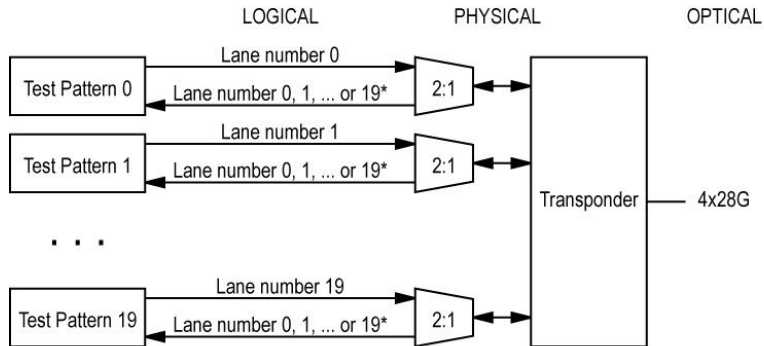 LOGICAL PHYSICAL OPTICAL
Lane number 0
Test Pattern 0 2:1
Lane number 0, 1, ... or 19*
Lane number 1
Test Pattern 1 2:1
Lane number 0, 1, ... or 19*
Transponder 4x28G
. . .
Lane number 19
Test Pattern 19 2:1
Lane number 0, 1, ... or 19*